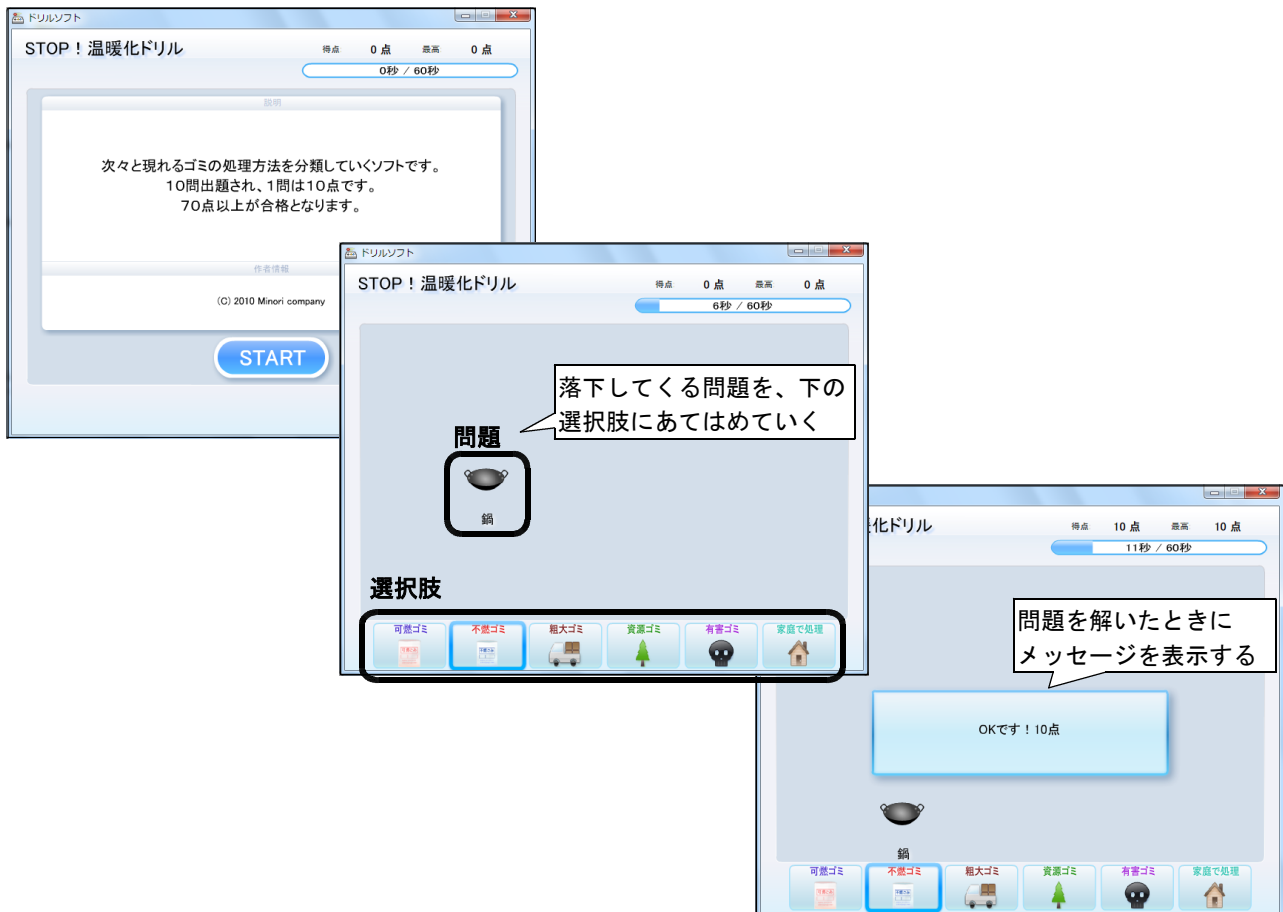 ドリルソフト
STOP！温暖化ドリル
得点 0 点 最高 0 点
0秒 / 60秒
説明
次々と現れるゴミの処理方法を分類していくソフトです。
10問出題され、1問は10点です。
70点以上が合格となります。
作者情報
(C) 2010 Minori company
START
ドリルソフト
STOP！温暖化ドリル
得点 0 点 最高 0 点
6秒 / 60秒
落下してくる問題を、下の
選択肢にあてはめていく
問題
鍋
選択肢
可燃ゴミ 不燃ゴミ 粗大ゴミ 資源ゴミ 有害ゴミ 家庭で処理
化ドリル
得点 10 点 最高 10 点
11秒 / 60秒
問題を解いたときに
メッセージを表示する
OKです！10点
鍋
可燃ゴミ 不燃ゴミ 粗大ゴミ 資源ゴミ 有害ゴミ 家庭で処理